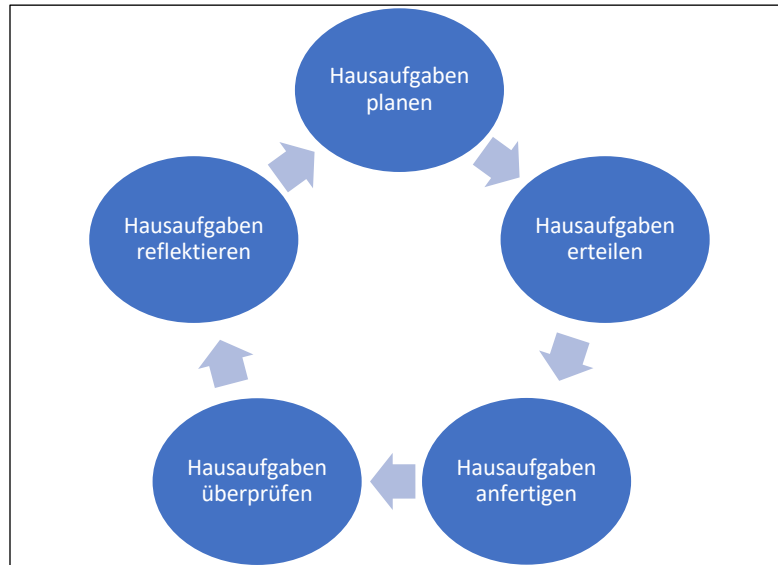 Hausaufgaben
planen
Hausaufgaben
erteilen
Hausaufgaben
anfertigen
Hausaufgaben
überprüfen
Hausaufgaben
reflektieren